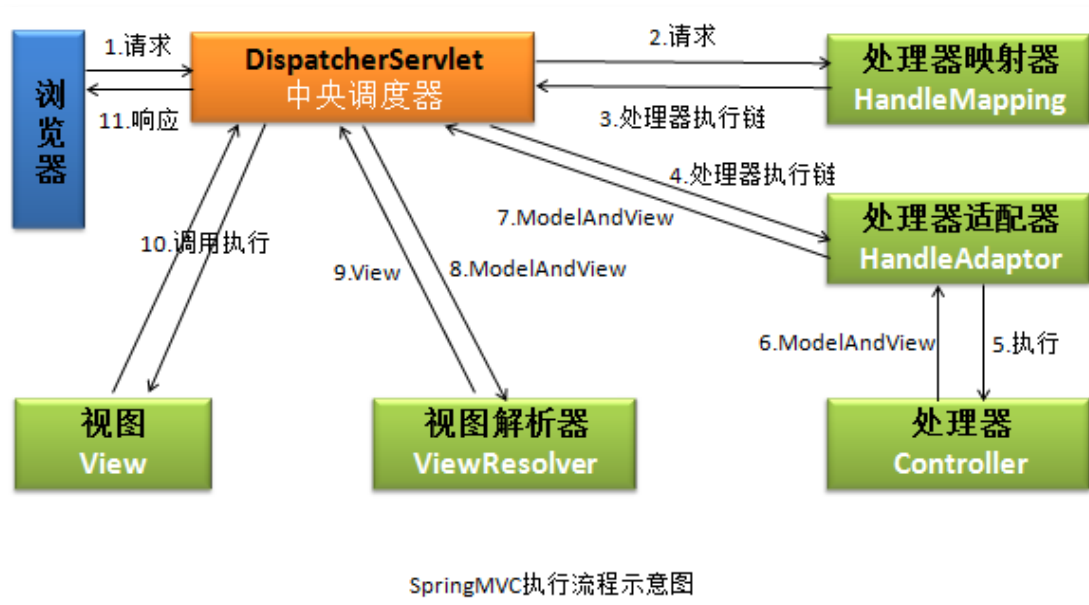 1.请求
DispatcherServlet
中央调度器
2.请求
处理器映射器
HandleMapping
浏览器
11.响应
3.处理器执行链
4.处理器执行链
7.ModelAndView
处理器适配器
HandleAdaptor
10.调用执行
9.View
8.ModelAndView
6.ModelAndView
5.执行
视图
View
视图解析器
ViewResolver
处理器
Controller
SpringMVC执行流程示意图